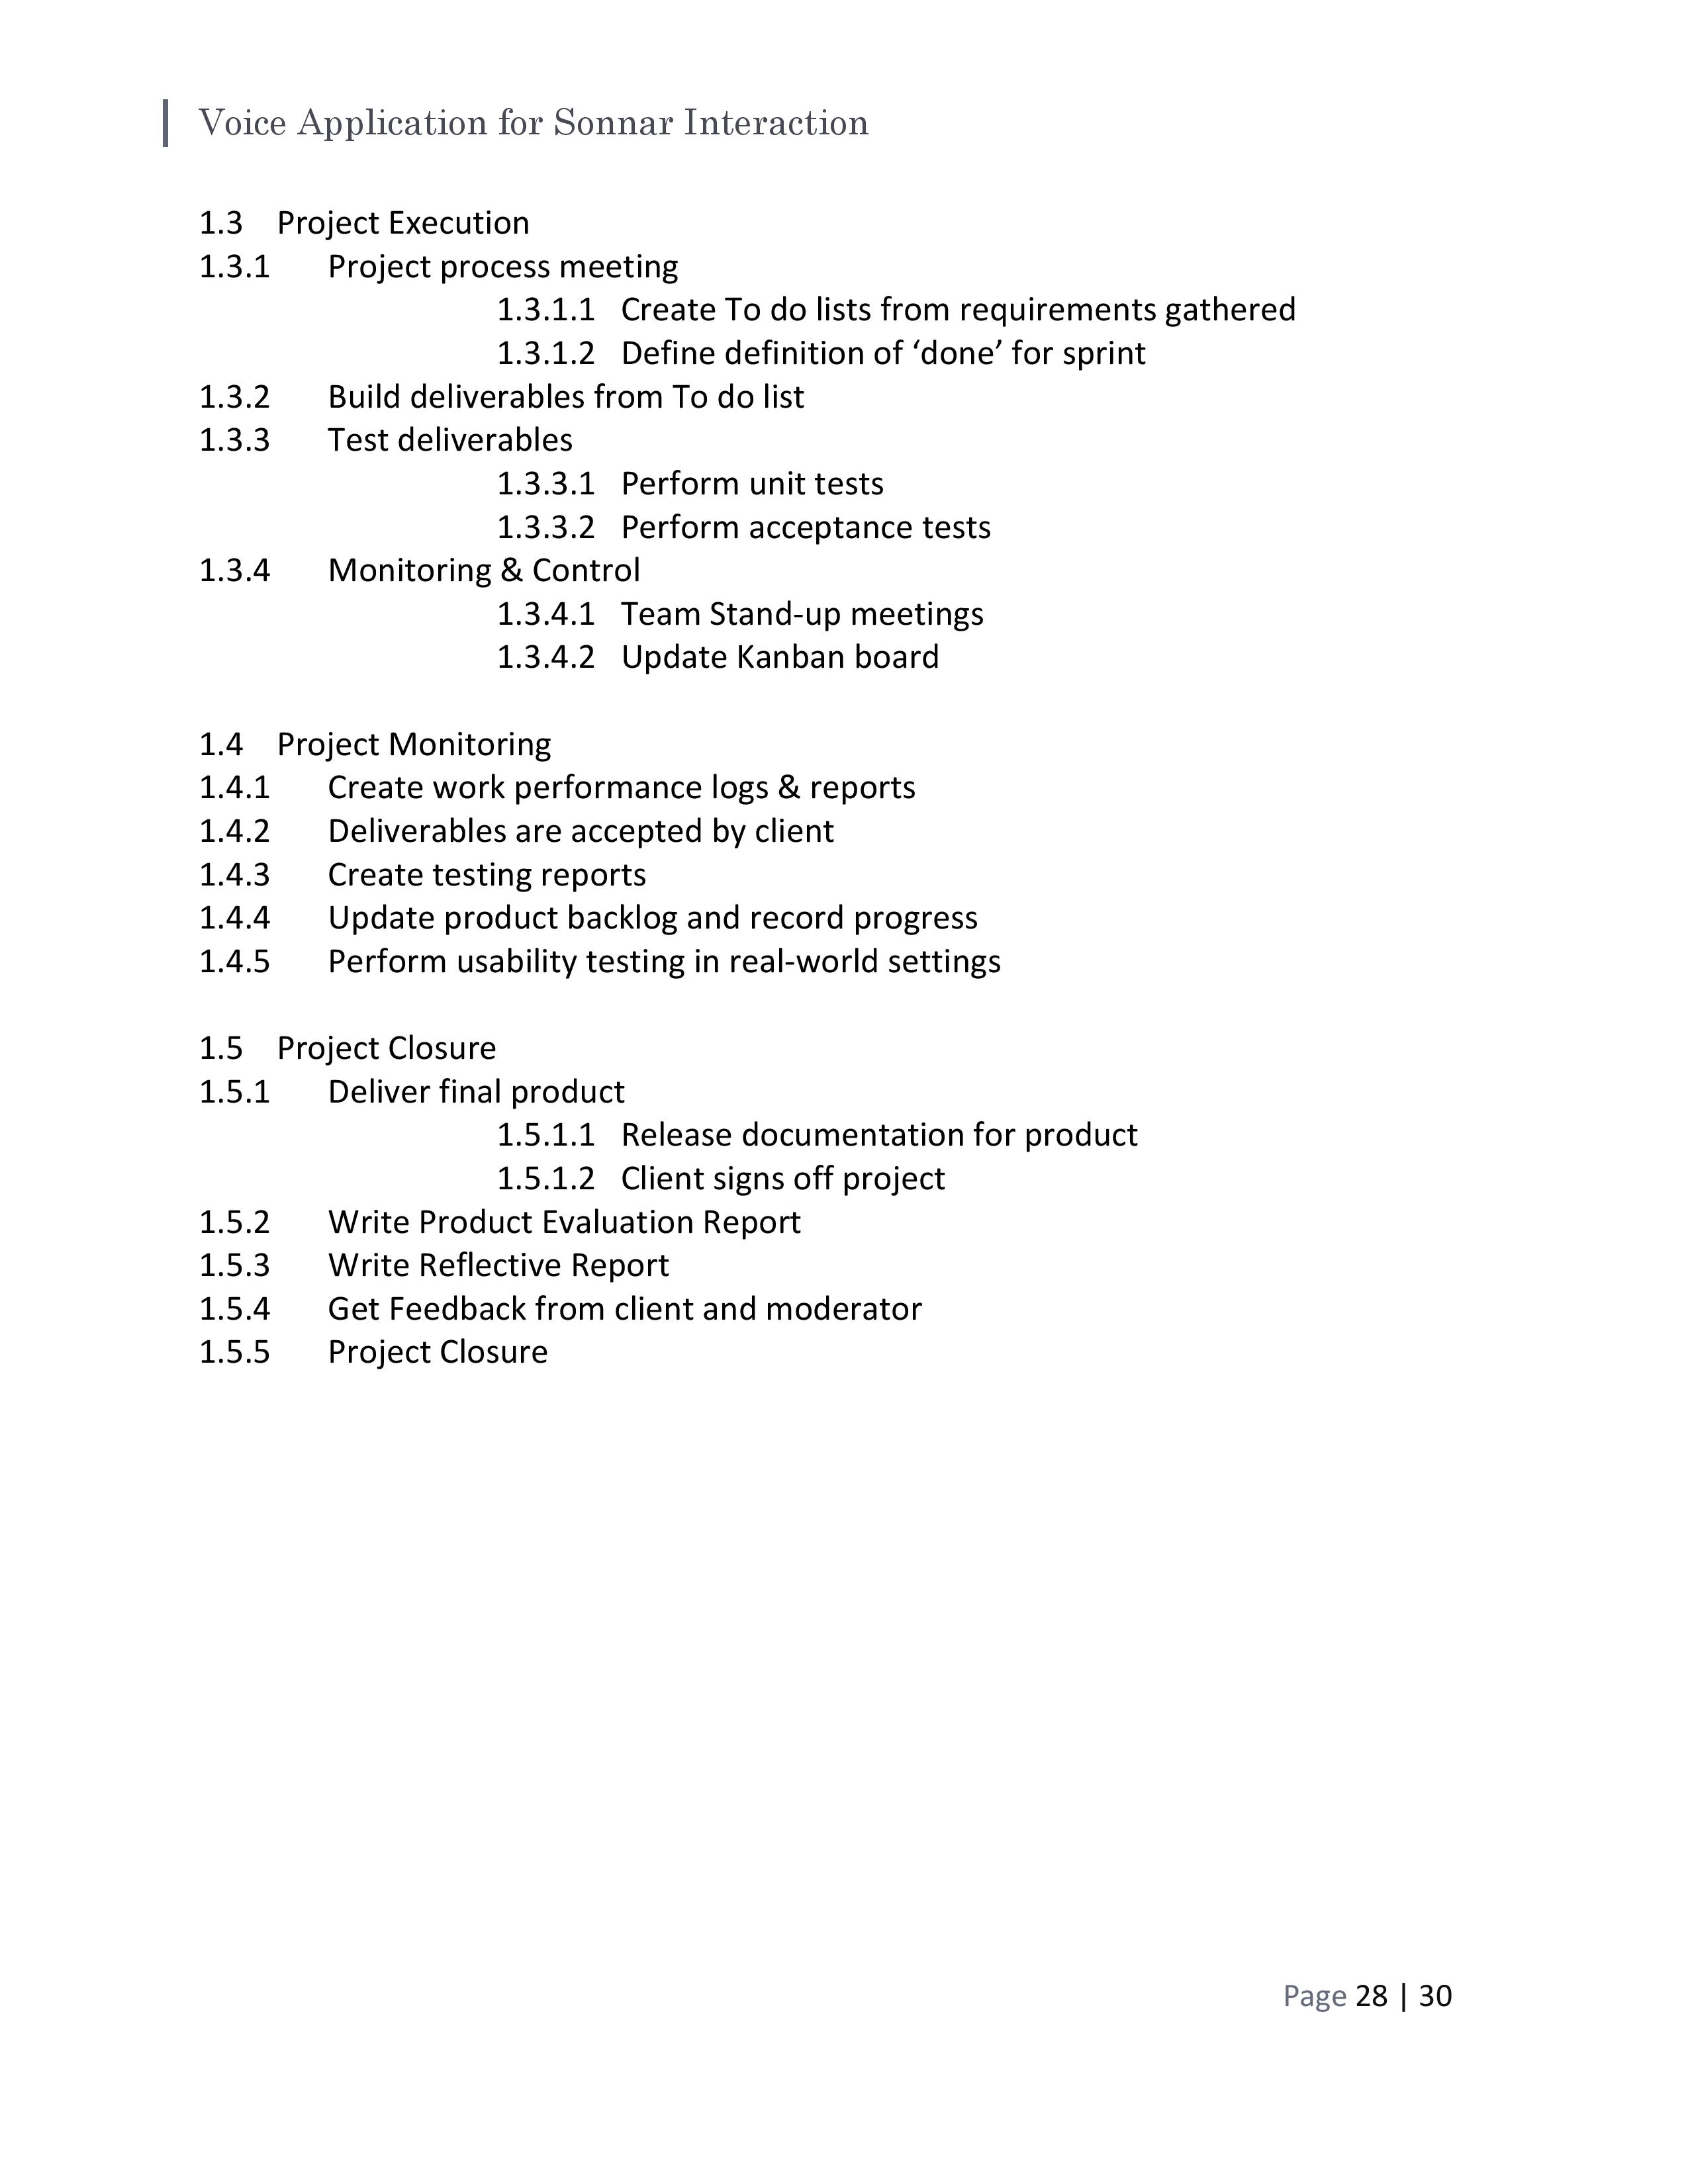 Voice Application for Sonnar Interaction
1.3 Project Execution
1.3.1 Project process meeting
1.3.1.1 Create To do lists from requirements gathered
1.3.1.2 Define definition of ‘done’ for sprint
1.3.2 Build deliverables from To do list
1.3.3 Test deliverables
1.3.3.1 Perform unit tests
1.3.3.2 Perform acceptance tests
1.3.4 Monitoring & Control
1.3.4.1 Team Stand-up meetings
1.3.4.2 Update Kanban board
1.4 Project Monitoring
1.4.1 Create work performance logs & reports
1.4.2 Deliverables are accepted by client
1.4.3 Create testing reports
1.4.4 Update product backlog and record progress
1.4.5 Perform usability testing in real-world settings
1.5 Project Closure
1.5.1 Deliver final product
1.5.1.1 Release documentation for product
1.5.1.2 Client signs off project
1.5.2 Write Product Evaluation Report
1.5.3 Write Reflective Report
1.5.4 Get Feedback from client and moderator
1.5.5 Project Closure
Page 28 | 30